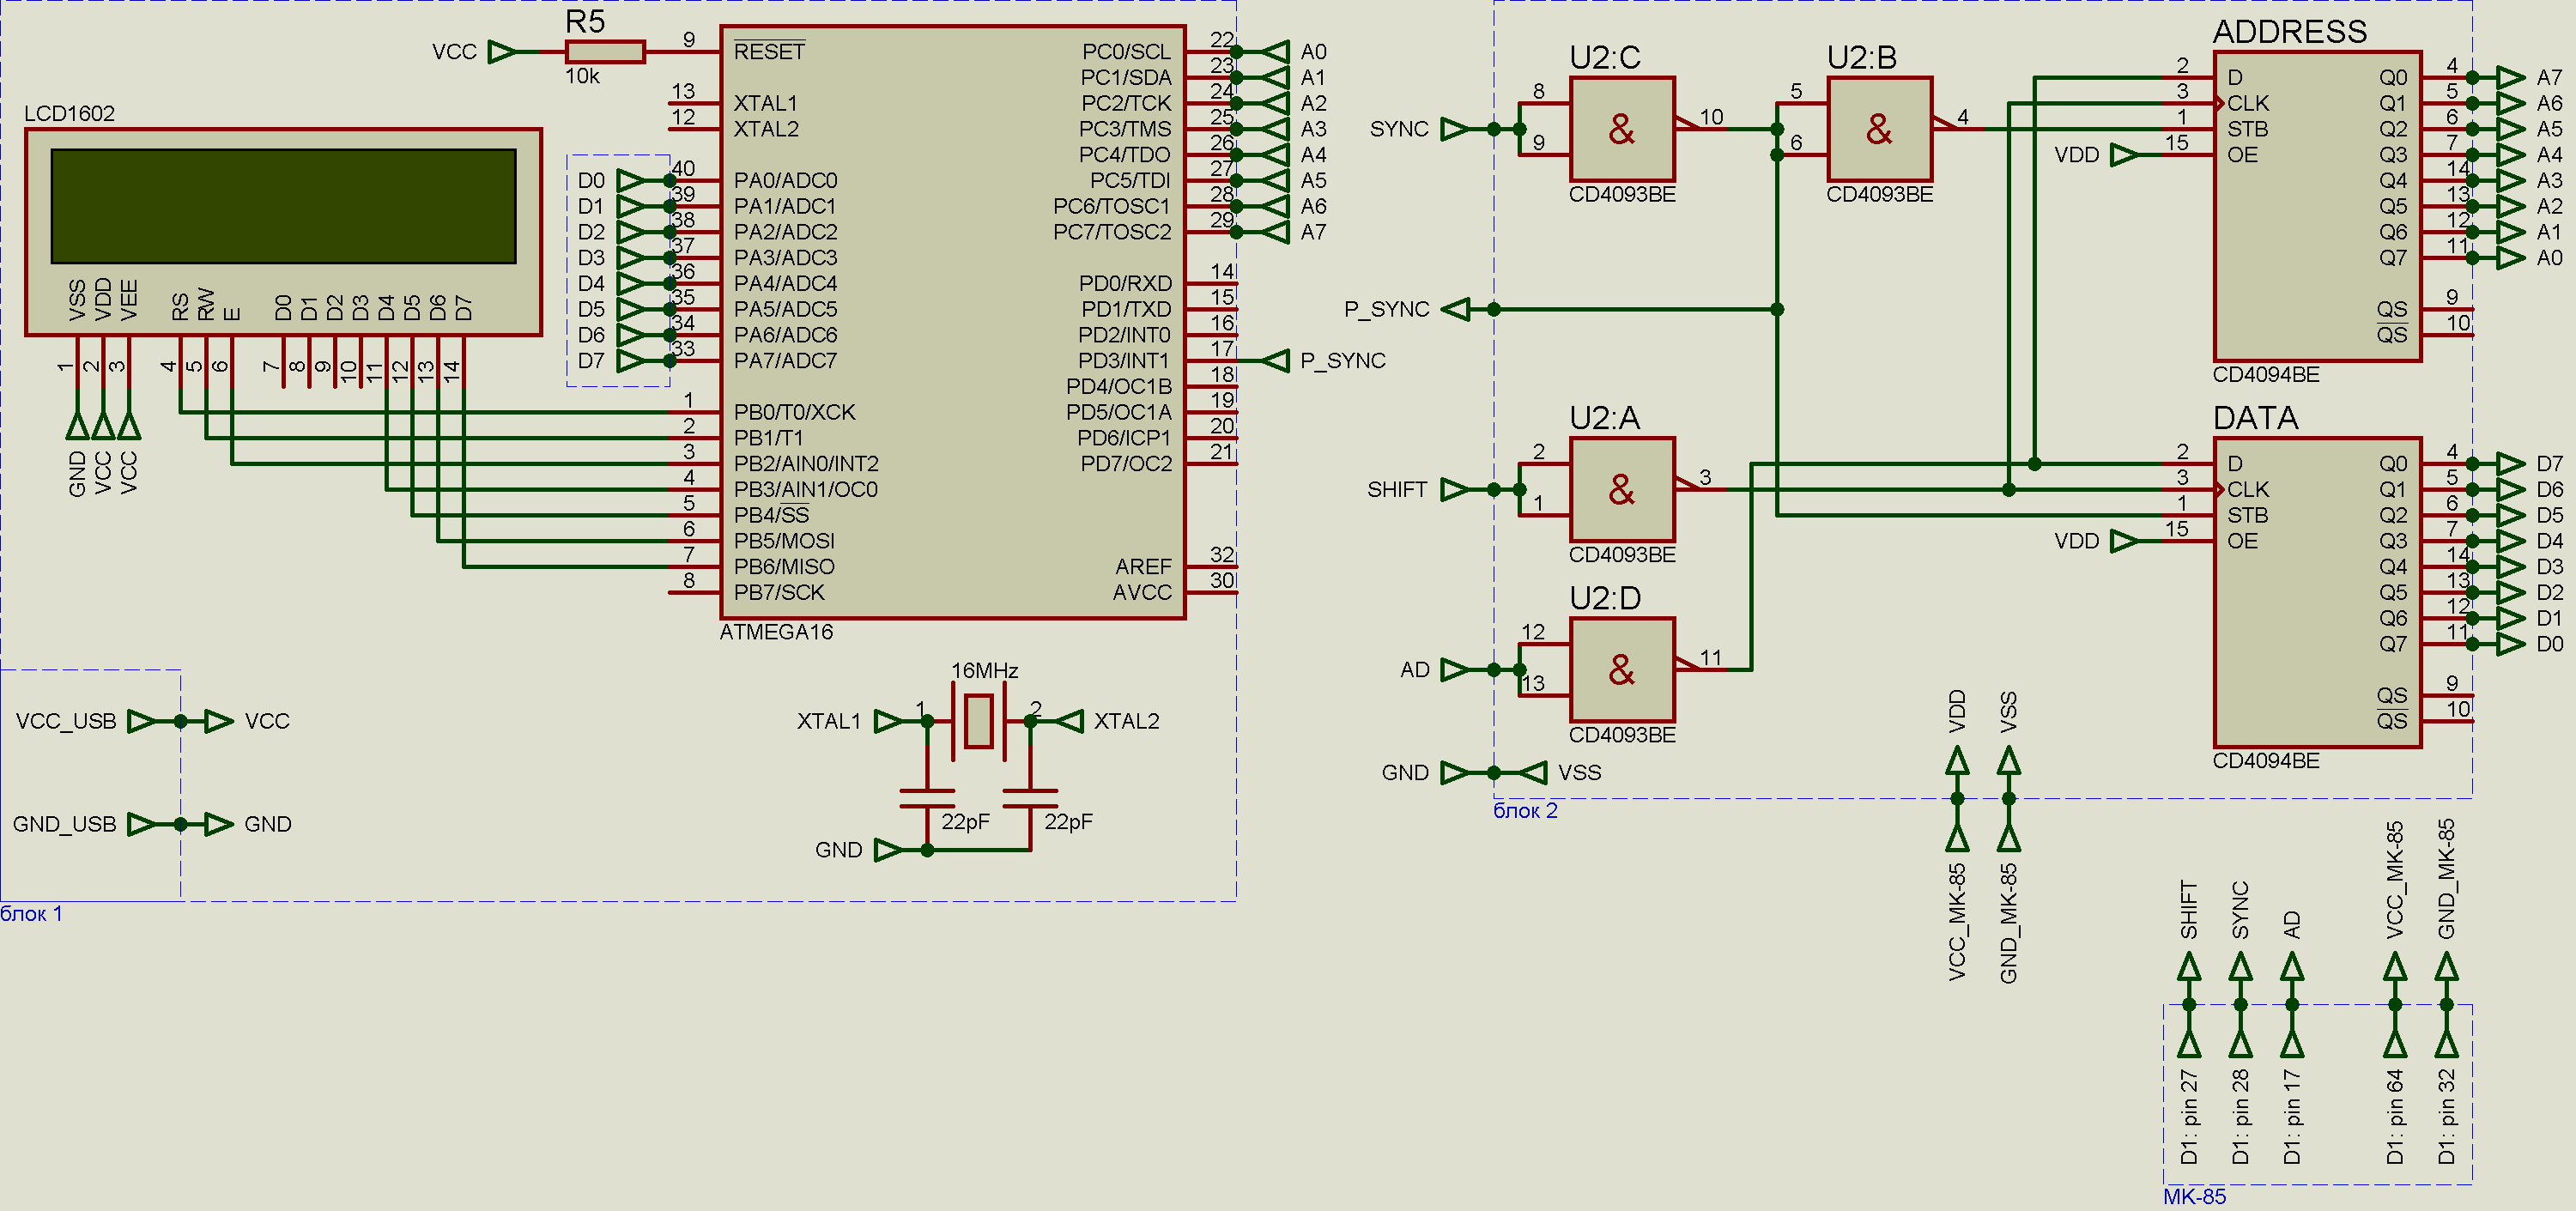 R5
VCC
10k
9
RESET
13
XTAL1
12
XTAL2
LCD1602
VSS
VDD
VEE
RS
RW
E
D0
D1
D2
D3
D4
D5
D6
D7
1
2
3
4
5
6
7
8
9
10
11
12
13
14
GND
VCC
VCC
D0 40 PA0/ADC0
D1 39 PA1/ADC1
D2 38 PA2/ADC2
D3 37 PA3/ADC3
D4 36 PA4/ADC4
D5 35 PA5/ADC5
D6 34 PA6/ADC6
D7 33 PA7/ADC7
1 PB0/T0/XCK
2 PB1/T1
3 PB2/AIN0/INT2
4 PB3/AIN1/OC0
5 PB4/SS
6 PB5/MOSI
7 PB6/MISO
8 PB7/SCK
PC0/SCL 22 A0
PC1/SDA 23 A1
PC2/TCK 24 A2
PC3/TMS 25 A3
PC4/TDO 26 A4
PC5/TDI 27 A5
PC6/TOSC1 28 A6
PC7/TOSC2 29 A7
PD0/RXD 14
PD1/TXD 15
PD2/INT0 16
PD3/INT1 17 P_SYNC
PD4/OC1B 18
PD5/OC1A 19
PD6/ICP1 20
PD7/OC2 21
AREF 32
AVCC 30
ATMEGA16
VCC_USB VCC
GND_USB GND
блок 1
16MHz
XTAL1 1 2 XTAL2
22pF 22pF
GND
U2:C
SYNC
8
9
&
10
CD4093BE
U2:B
5
6
&
4
CD4093BE
P_SYNC
U2:A
SHIFT
2
1
&
3
CD4093BE
U2:D
AD
12
13
&
11
CD4093BE
GND VSS
блок 2
ADDRESS
2 D
3 CLK
1 STB
VDD 15 OE
Q0 4 A7
Q1 5 A6
Q2 6 A5
Q3 7 A4
Q4 14 A3
Q5 13 A2
Q6 12 A1
Q7 11 A0
QS 9
QS 10
CD4094BE
DATA
2 D
3 CLK
1 STB
VDD 15 OE
Q0 4 D7
Q1 5 D6
Q2 6 D5
Q3 7 D4
Q4 14 D3
Q5 13 D2
Q6 12 D1
Q7 11 D0
QS 9
QS 10
CD4094BE
VDD
VSS
VCC_MK-85
GND_MK-85
SHIFT
SYNC
AD
VCC_MK-85
GND_MK-85
D1: pin 27
D1: pin 28
D1: pin 17
D1: pin 64
D1: pin 32
MK-85